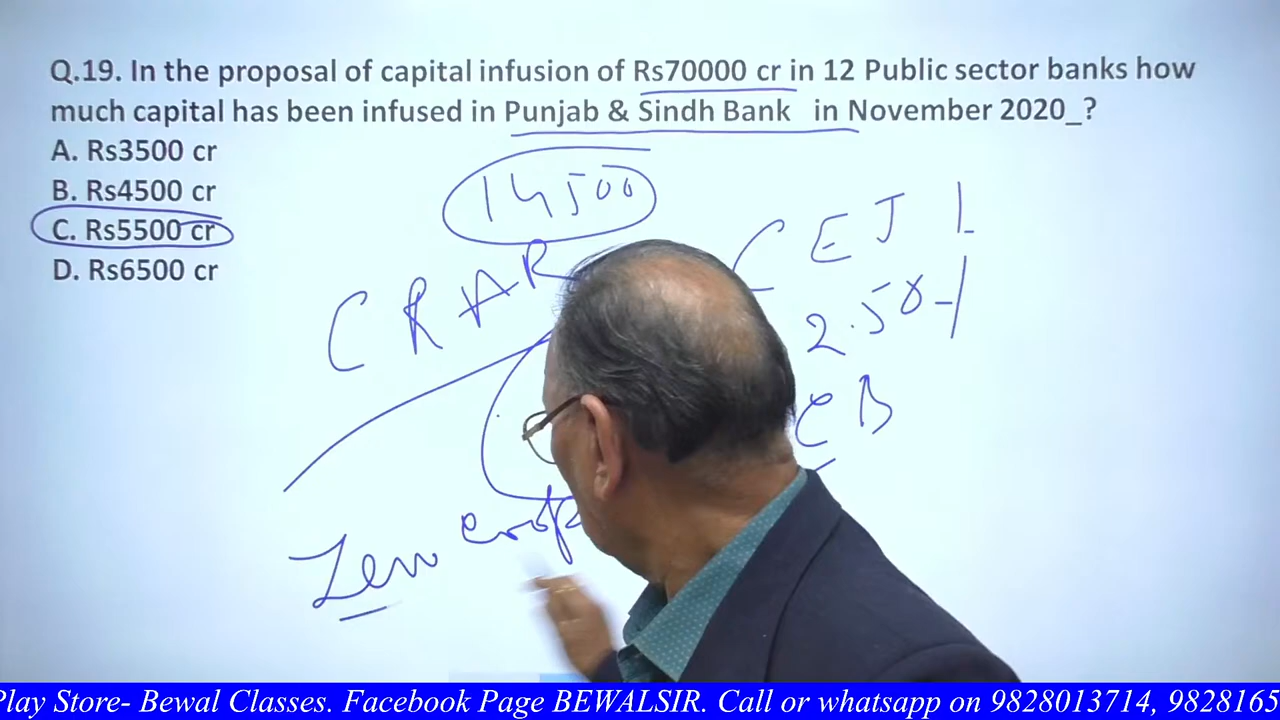 Q.19. In the proposal of capital infusion of Rs70000 cr in 12 Public sector banks how
much capital has been infused in Punjab & Sindh Bank in November 2020_?
A. Rs3500 cr
B. Rs4500 cr
C. Rs5500 cr
D. Rs6500 cr
14500
CRAR
2.50%
CB
Zero
Play Store- Bewal Classes. Facebook Page BEWALSIR. Call or whatsapp on 9828013714, 9828165